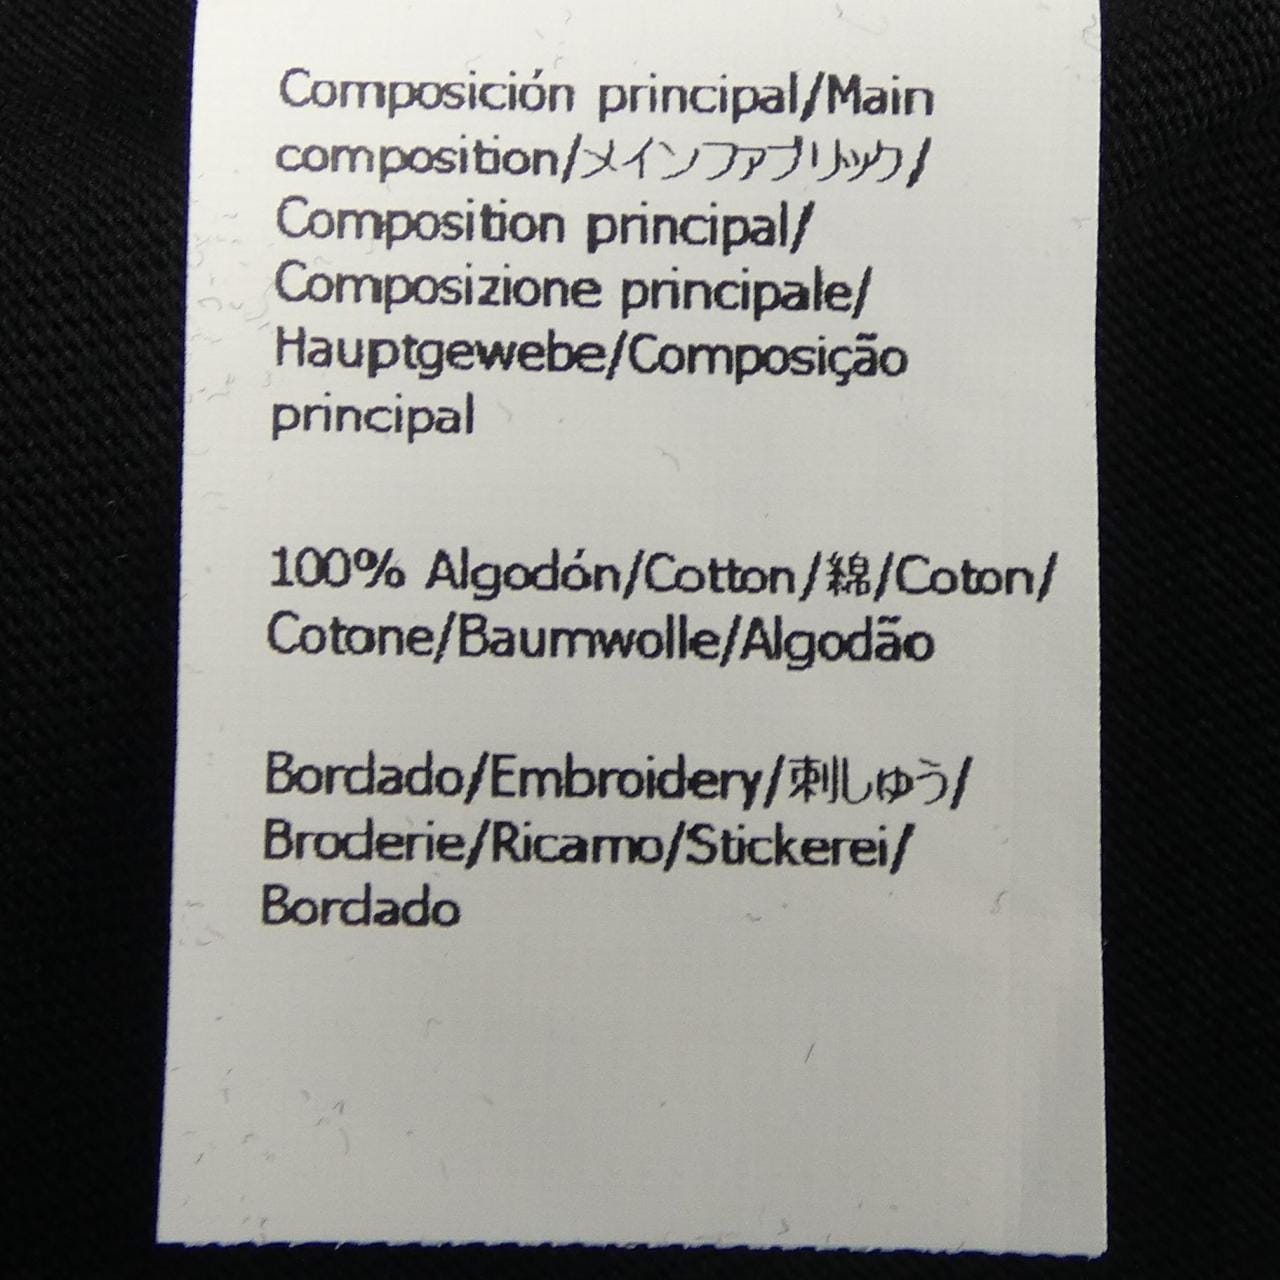 Composición principal/Main
composition/メインファブリック/
Composition principal/
Composizione principale/
Hauptgewebe/Composição
principal
100% Algodón/Cotton/綿/Coton/
Cotone/Baumwolle/Algodão
Bordado/Embroidery/刺しゅう/
Broderie/Ricamo/Stickerei/
Bordado